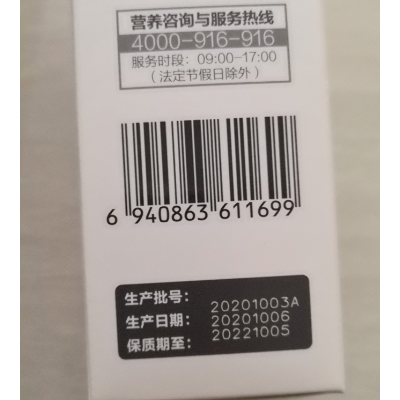 营养咨询与服务热线
4000-916-916
服务时段：09:00-17:00
（法定节假日除外）
6 940863 611699
生产批号： 20201003A
生产日期： 20201006
保质期至： 20221005